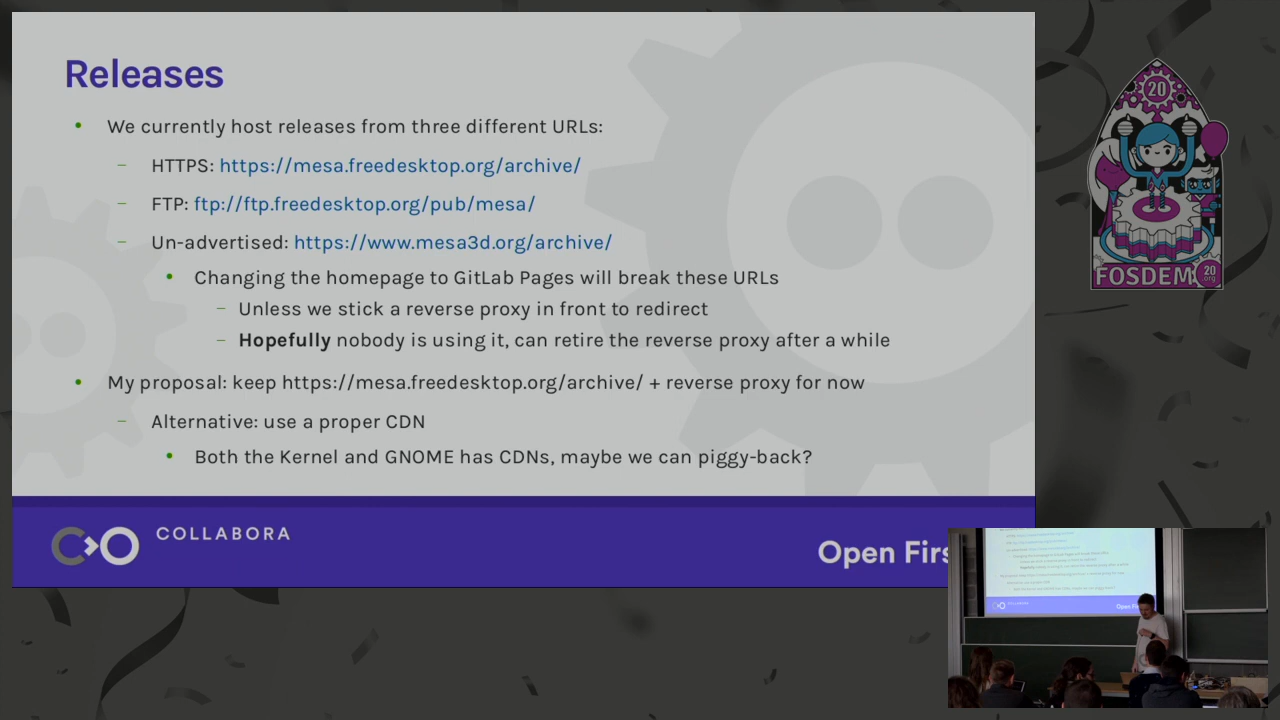 Releases
• We currently host releases from three different URLs:
– HTTPS: https://mesa.freedesktop.org/archive/
– FTP: ftp://ftp.freedesktop.org/pub/mesa/
– Un-advertised: https://www.mesa3d.org/archive/
• Changing the homepage to GitLab Pages will break these URLs
– Unless we stick a reverse proxy in front to redirect
– Hopefully nobody is using it, can retire the reverse proxy after a while
• My proposal: keep https://mesa.freedesktop.org/archive/ + reverse proxy for now
– Alternative: use a proper CDN
• Both the Kernel and GNOME has CDNs, maybe we can piggy-back?
COLLABORA
Open Firs
20
FOSDEM
20
org